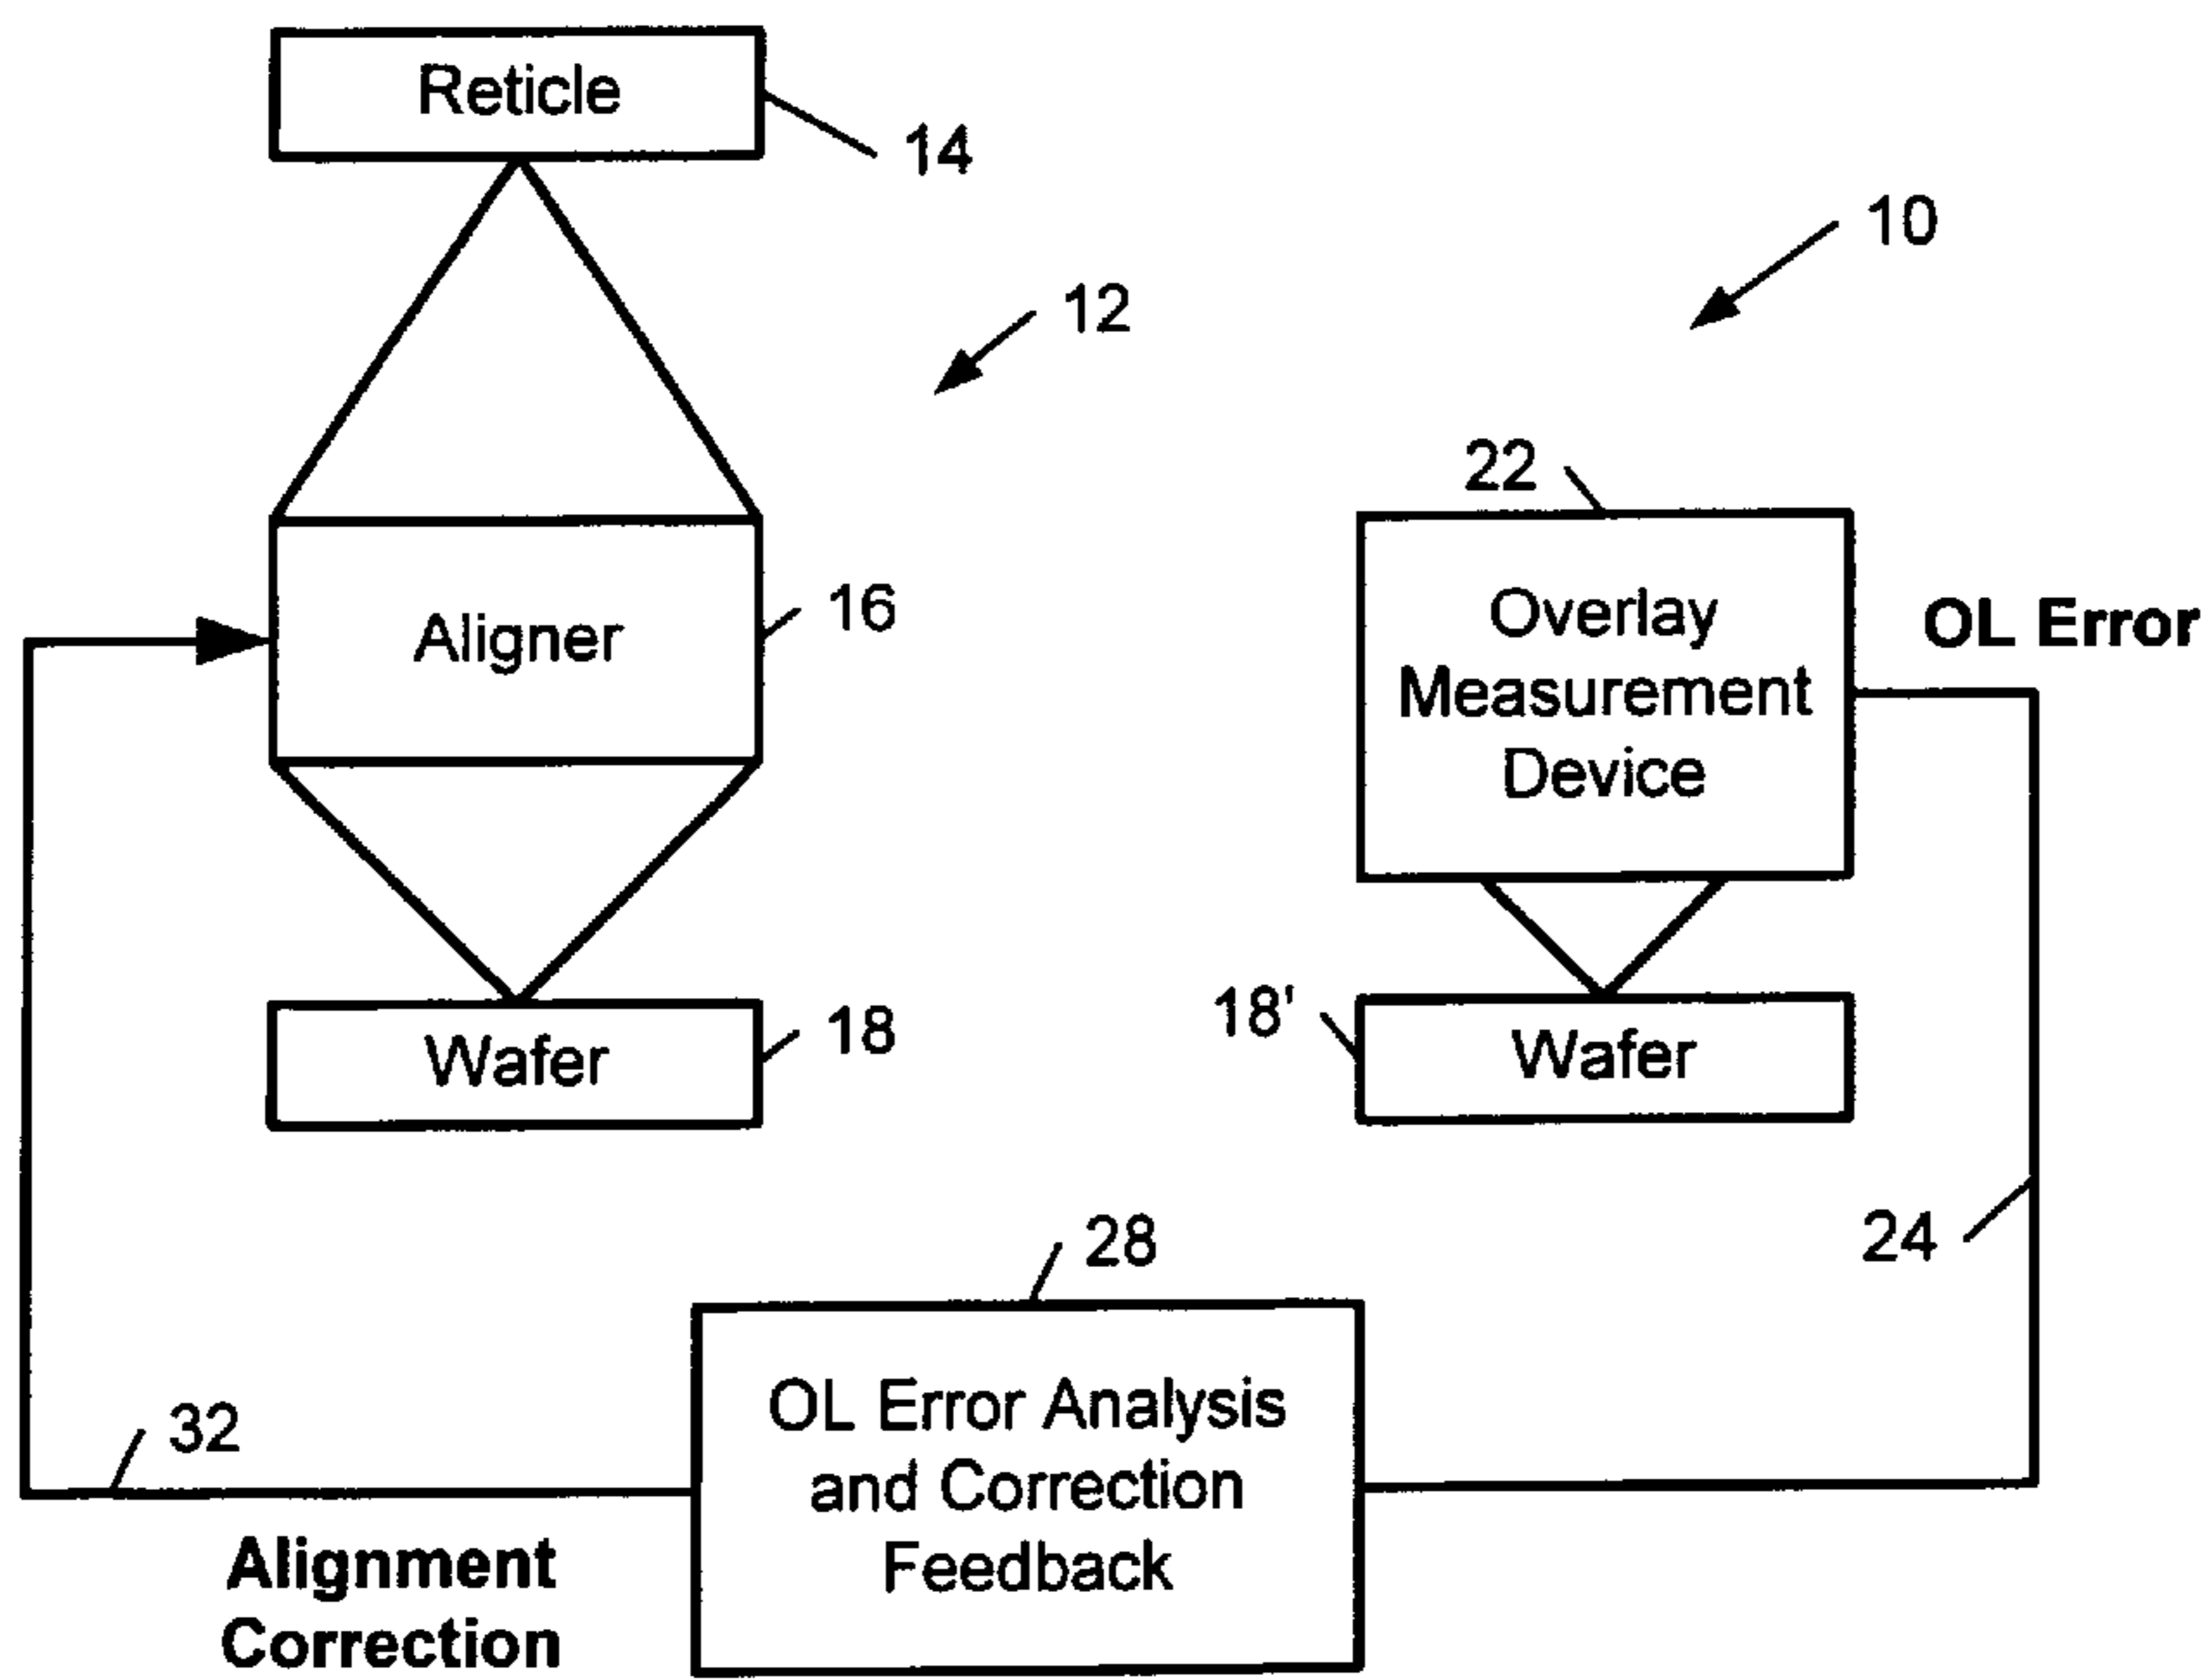 Reticle
14
10
12
22
Aligner
16
Overlay
Measurement
Device
OL Error
Wafer
18
18'
Wafer
24
28
OL Error Analysis
and Correction
Feedback
32
Alignment
Correction